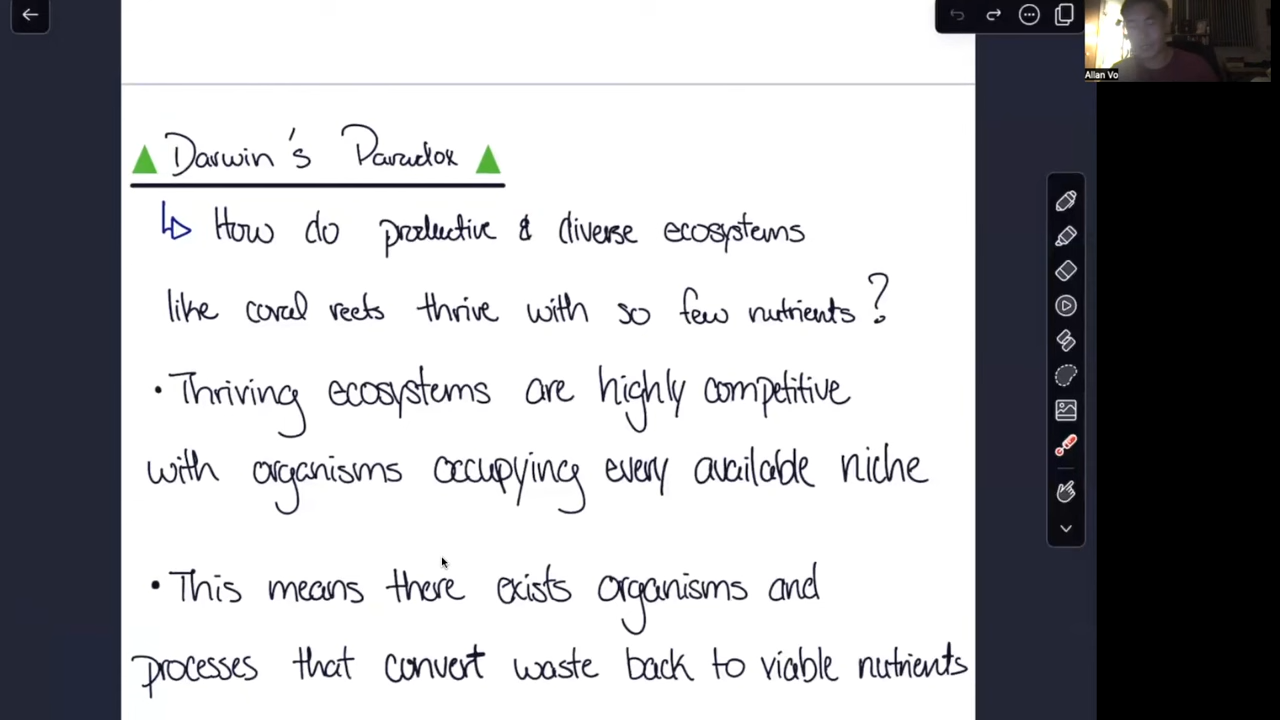 Allan Vo
Darwin's Paradox
How do productive & diverse ecosystems
like coral reefs thrive with so few nutrients?
• Thriving ecosystems are highly competitive
with organisms occupying every available niche
• This means there exists organisms and
processes that convert waste back to viable nutrients